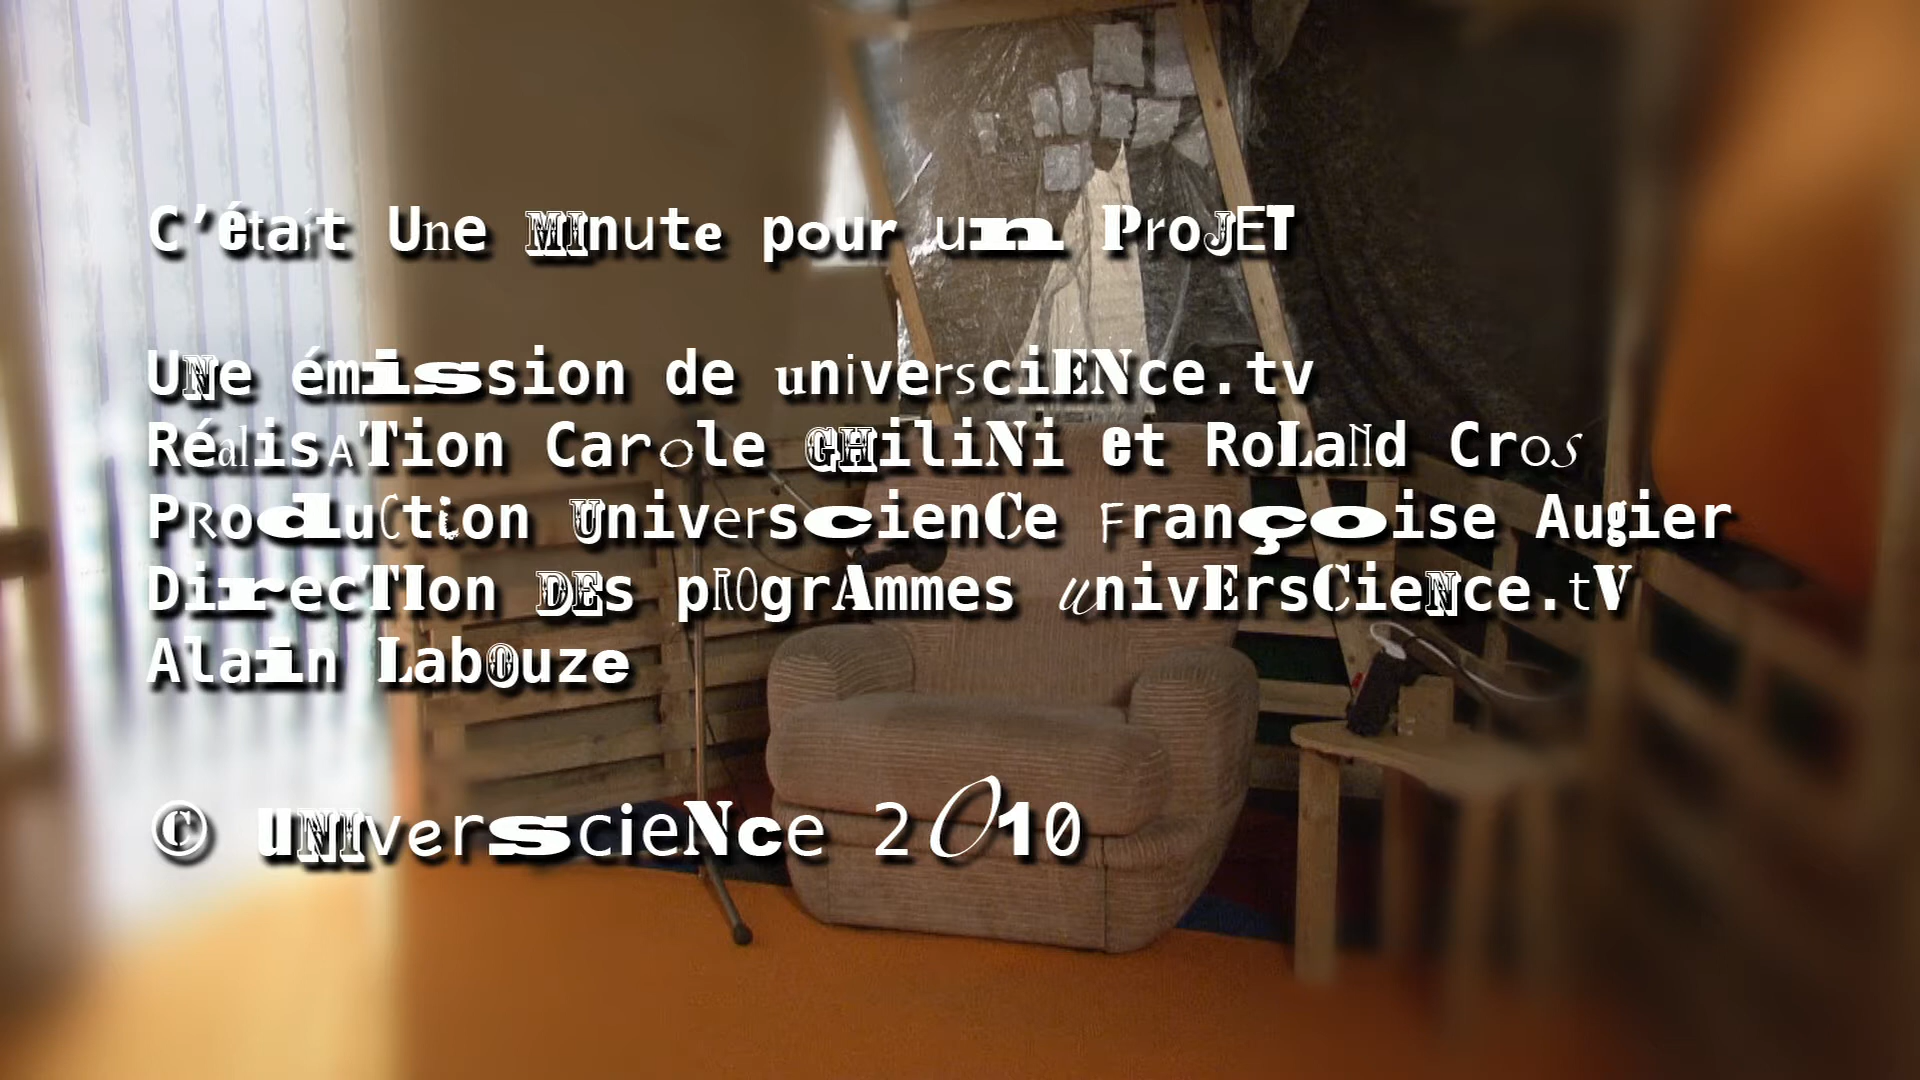 C'étaít Une MInute pour un ProJET
UNe émission de universciENce.tv
RéalisATion Carole GHiliNi et RoLaNd Cros
PRoduCtion UniverscienCe Françoise Augier
DirecTIon DEs pROgrAmmes univErsCieNce.tV
Alain LabOuze
© uNIverscieNce 2010